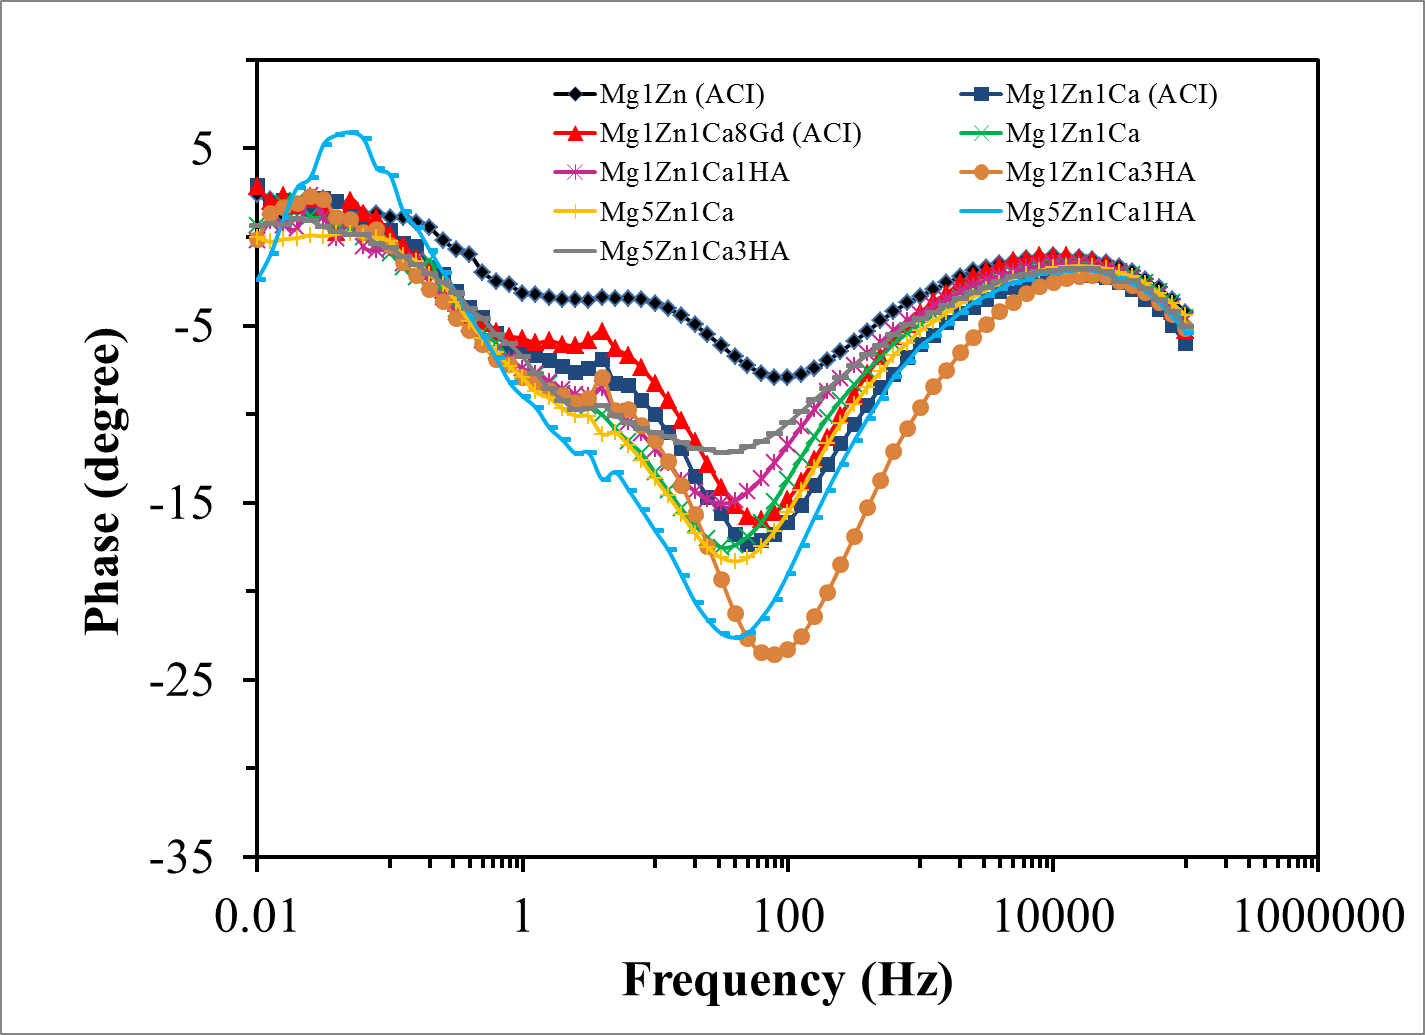 Mg1Zn (ACI) Mg1Zn1Ca (ACI)
Mg1Zn1Ca8Gd (ACI) Mg1Zn1Ca
Mg1Zn1Ca1HA Mg1Zn1Ca3HA
Mg5Zn1Ca Mg5Zn1Ca1HA
Mg5Zn1Ca3HA
5
-5
-15
-25
-35
Phase (degree)
0.01 1 100 10000 1000000
Frequency (Hz)